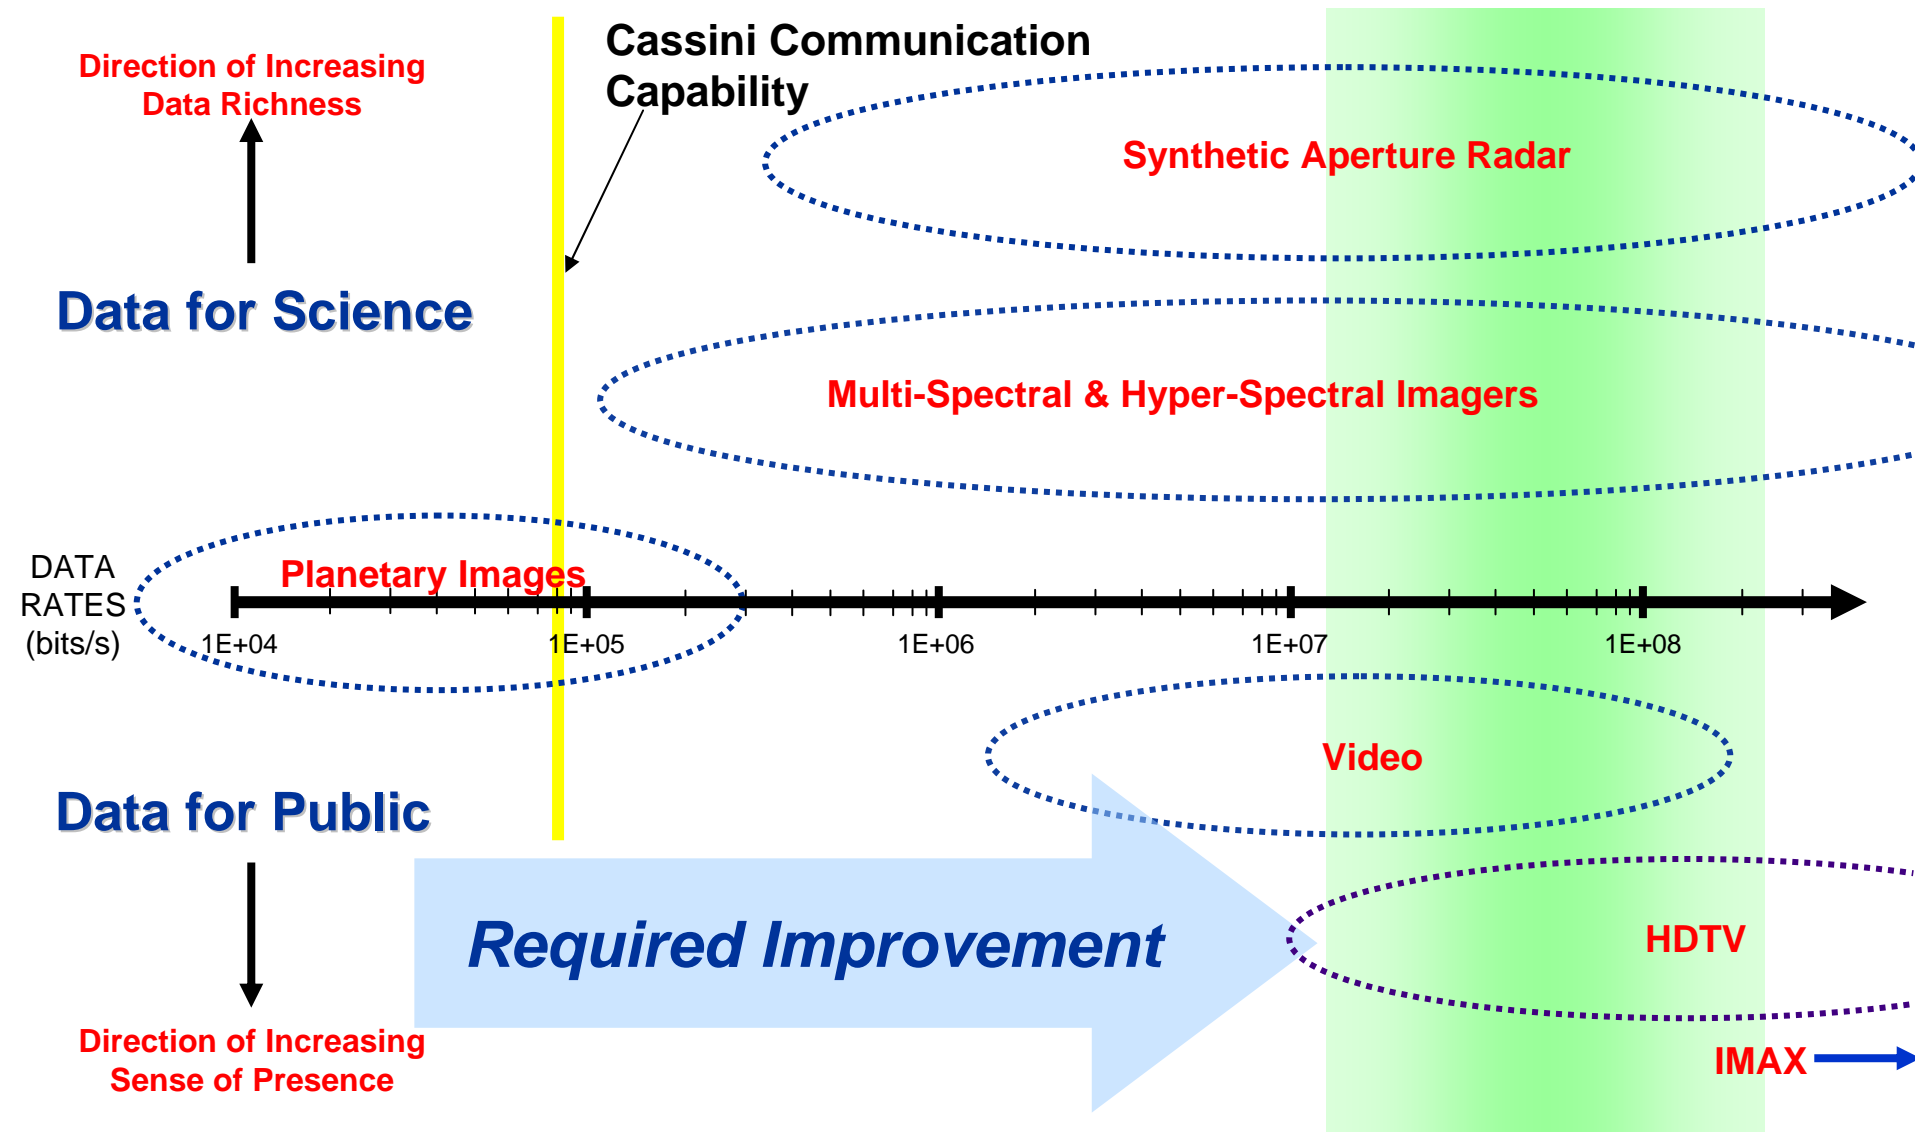 Direction of Increasing
Data Richness
Cassini Communication
Capability
Synthetic Aperture Radar
Data for Science
Multi-Spectral & Hyper-Spectral Imagers
Planetary Images
DATA
RATES
(bits/s)
1E+04 1E+05 1E+06 1E+07 1E+08
Video
Data for Public
Required Improvement
HDTV
Direction of Increasing
Sense of Presence
IMAX